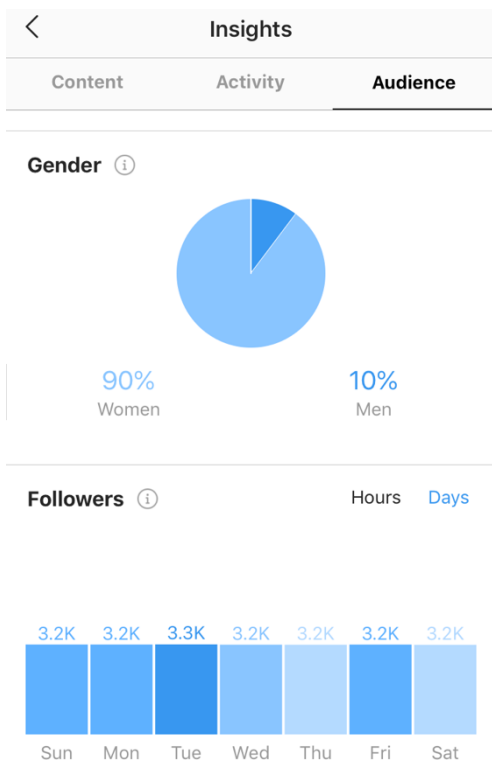 Insights
Content Activity Audience
Gender
90% 10%
Women Men
Followers Hours Days
3.2K 3.2K 3.3K 3.2K 3.2K 3.2K 3.2K
Sun Mon Tue Wed Thu Fri Sat